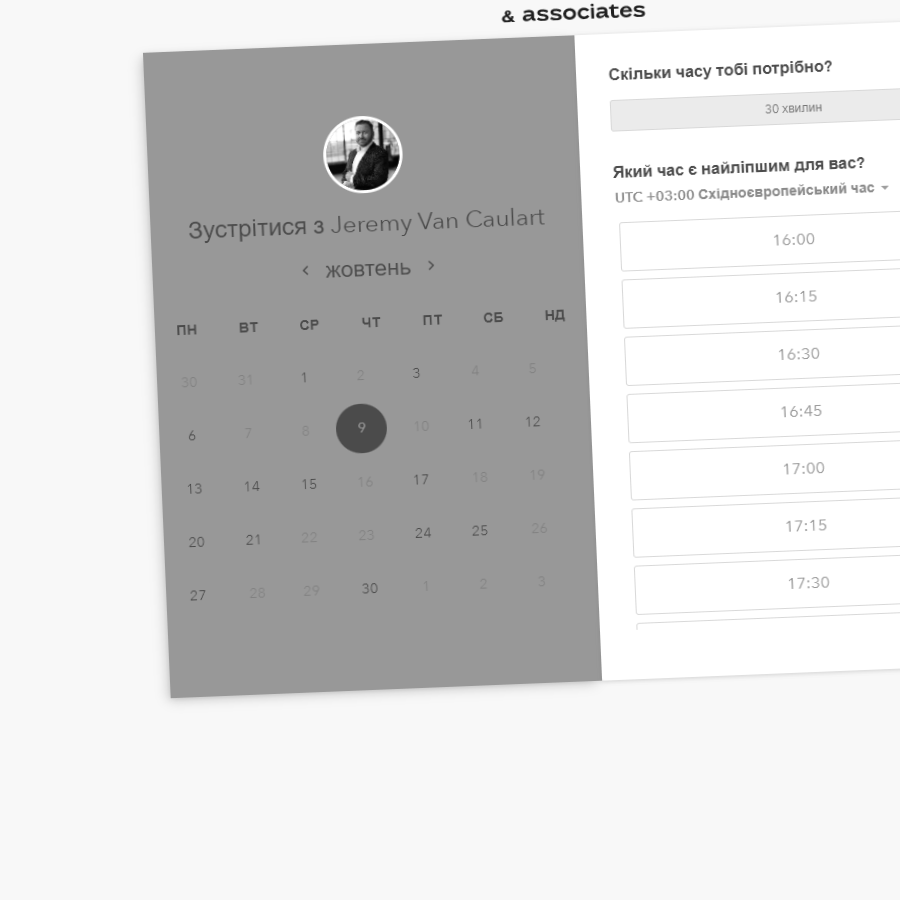 & associates
Зустрітися з Jeremy Van Caulart
жовтень
ПН ВТ СР ЧТ ПТ СБ НД
30 31 1 2 3 4 5
6 7 8 9 10 11 12
13 14 15 16 17 18 19
20 21 22 23 24 25 26
27 28 29 30 1 2 3
Скільки часу тобі потрібно?
30 хвилин
Який час є найліпшим для вас?
UTC +03:00 Східноєвропейський час
16:00
16:15
16:30
16:45
17:00
17:15
17:30